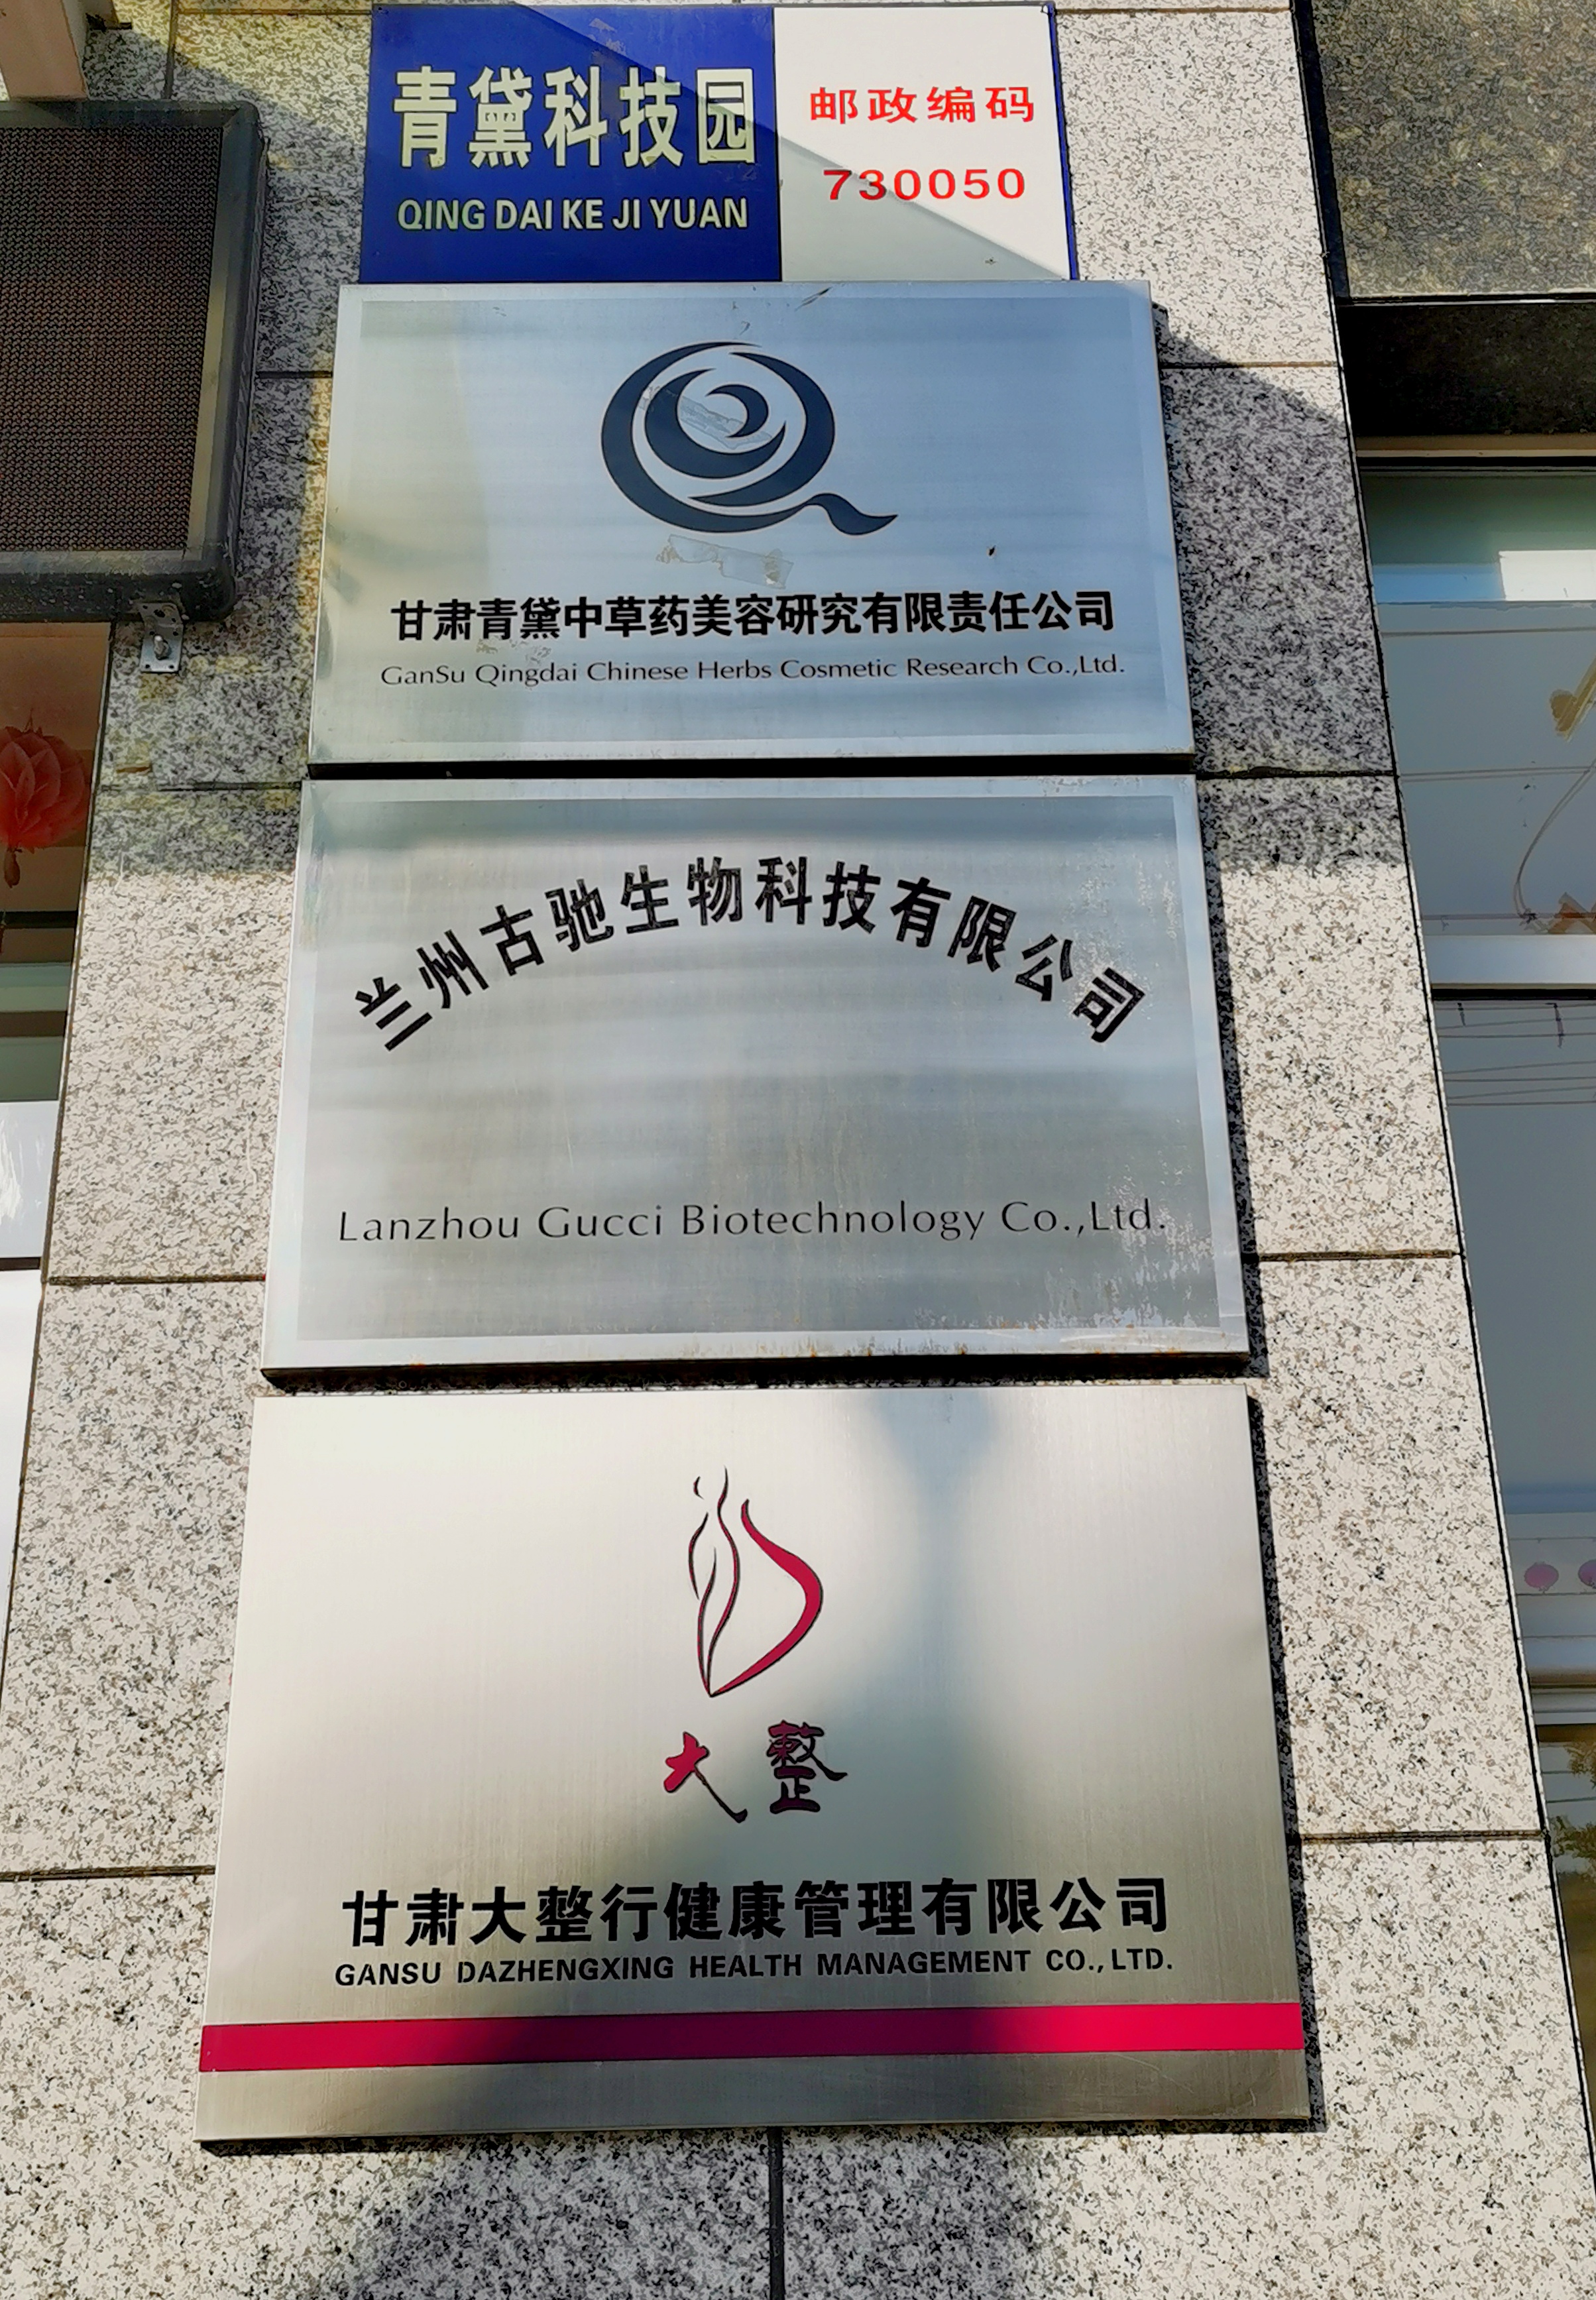 青黛科技园
QING DAI KE JI YUAN
邮政编码
730050
甘肃青黛中草药美容研究有限责任公司
GanSu Qingdai Chinese Herbs Cosmetic Research Co.,Ltd.
兰州古驰生物科技有限公司
Lanzhou Gucci Biotechnology Co.,Ltd.
大整
甘肃大整行健康管理有限公司
GANSU DAZHENGXING HEALTH MANAGEMENT CO.,LTD.